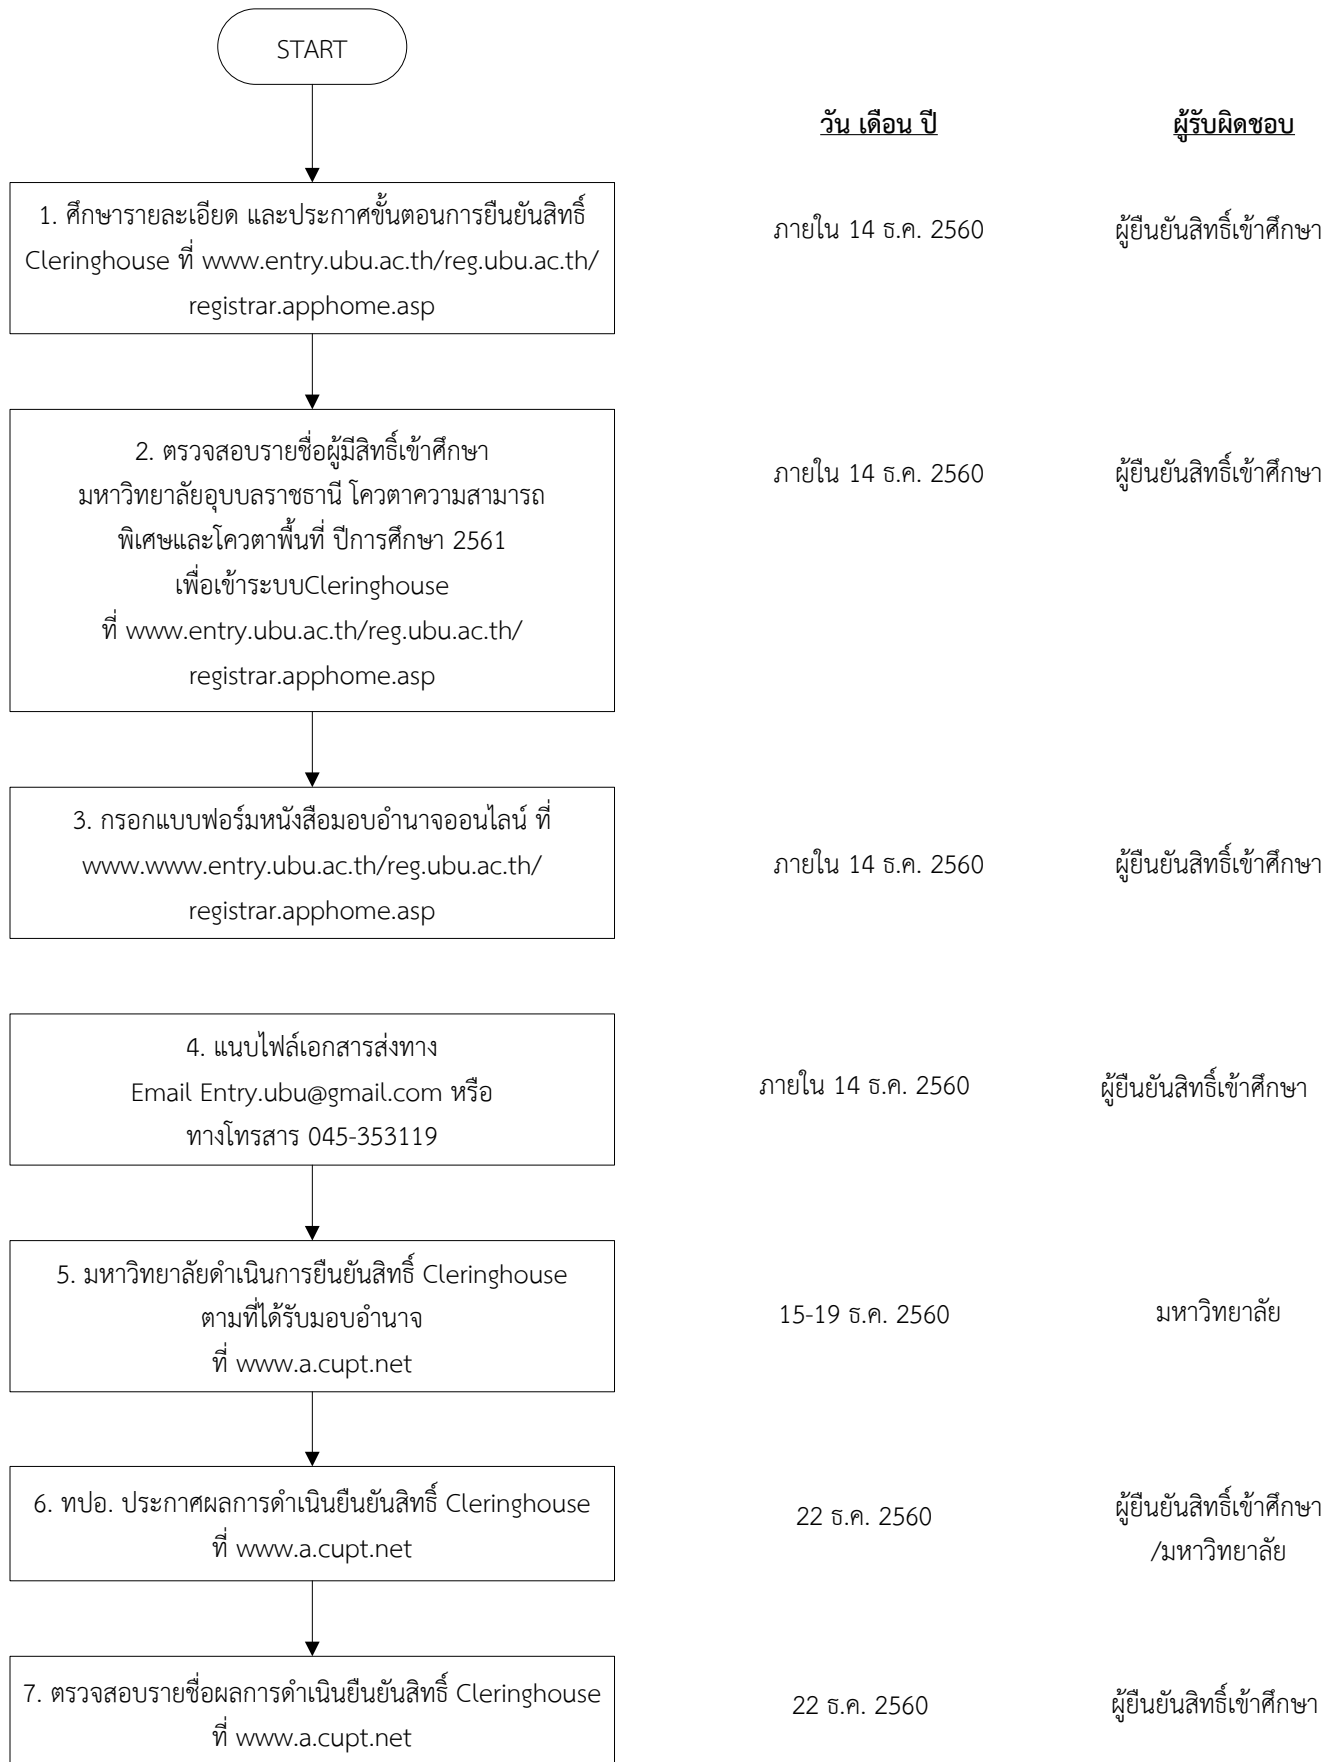 START
วัน เดือน ปี
ผู้รับผิดชอบ
1. ศึกษารายละเอียด และประกาศขั้นตอนการยืนยันสิทธิ์
Cleringhouse ที่ www.entry.ubu.ac.th/reg.ubu.ac.th/
registrar.apphome.asp
ภายใน 14 ธ.ค. 2560
ผู้ยืนยันสิทธิ์เข้าศึกษา
2. ตรวจสอบรายชื่อผู้มีสิทธิ์เข้าศึกษา
มหาวิทยาลัยอุบบลราชธานี โควตาความสามารถ
พิเศษและโควตาพื้นที่ ปีการศึกษา 2561
เพื่อเข้าระบบCleringhouse
ที่ www.entry.ubu.ac.th/reg.ubu.ac.th/
registrar.apphome.asp
ภายใน 14 ธ.ค. 2560
ผู้ยืนยันสิทธิ์เข้าศึกษา
3. กรอกแบบฟอร์มหนังสือมอบอำนาจออนไลน์ ที่
www.www.entry.ubu.ac.th/reg.ubu.ac.th/
registrar.apphome.asp
ภายใน 14 ธ.ค. 2560
ผู้ยืนยันสิทธิ์เข้าศึกษา
4. แนบไฟล์เอกสารส่งทาง
Email Entry.ubu@gmail.com หรือ
ทางโทรสาร 045-353119
ภายใน 14 ธ.ค. 2560
ผู้ยืนยันสิทธิ์เข้าศึกษา
5. มหาวิทยาลัยดำเนินการยืนยันสิทธิ์ Cleringhouse
ตามที่ได้รับมอบอำนาจ
ที่ www.a.cupt.net
15-19 ธ.ค. 2560
มหาวิทยาลัย
6. ทปอ. ประกาศผลการดำเนินยืนยันสิทธิ์ Cleringhouse
ที่ www.a.cupt.net
22 ธ.ค. 2560
ผู้ยืนยันสิทธิ์เข้าศึกษา
/มหาวิทยาลัย
7. ตรวจสอบรายชื่อผลการดำเนินยืนยันสิทธิ์ Cleringhouse
ที่ www.a.cupt.net
22 ธ.ค. 2560
ผู้ยืนยันสิทธิ์เข้าศึกษา